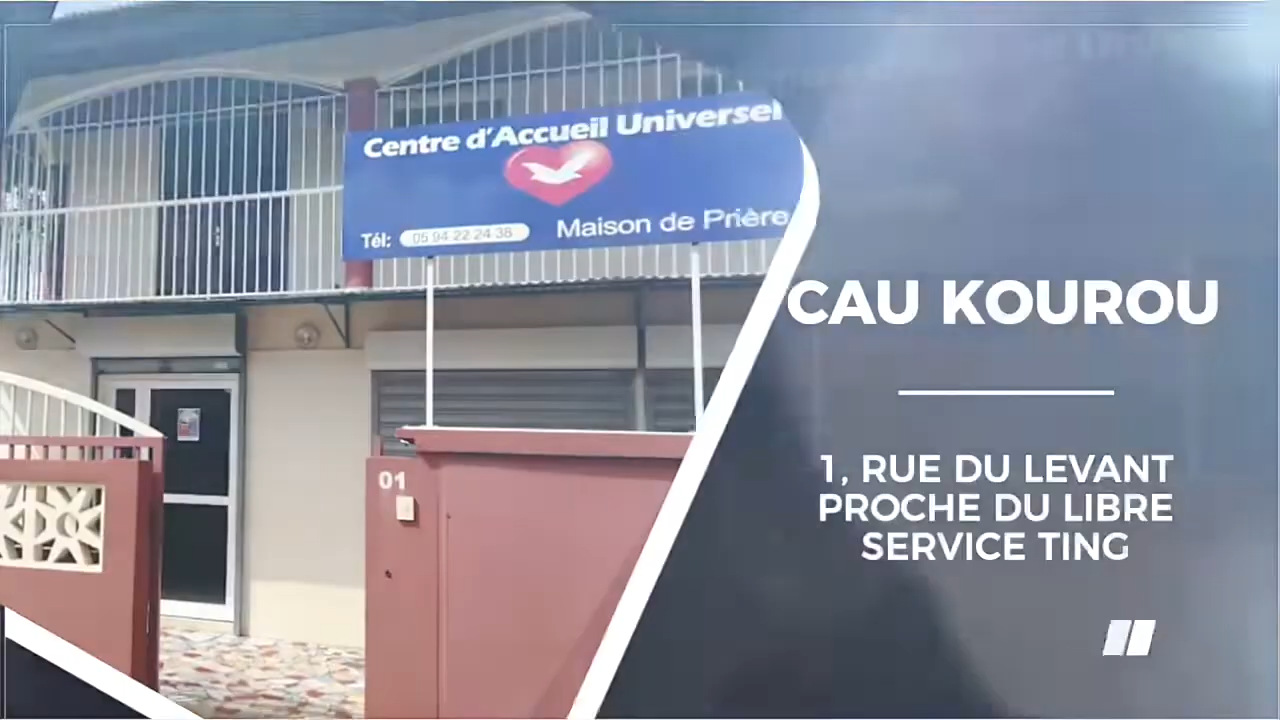 Centre d'Accueil Universel
Tél: 05 94 22 24 38
Maison de Prière
01
CAU KOUROU
1, RUE DU LEVANT
PROCHE DU LIBRE
SERVICE TING